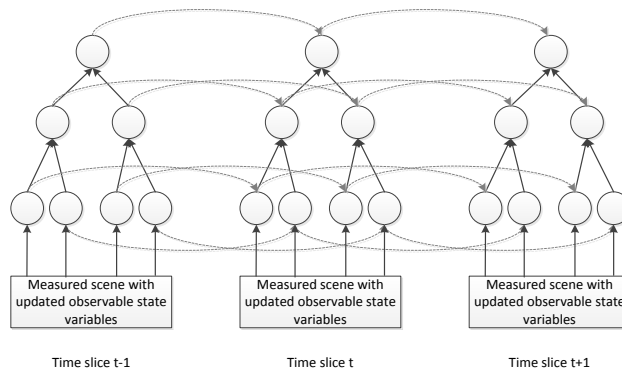 Measured scene with
updated observable state
variables
Measured scene with
updated observable state
variables
Measured scene with
updated observable state
variables
Time slice t-1
Time slice t
Time slice t+1